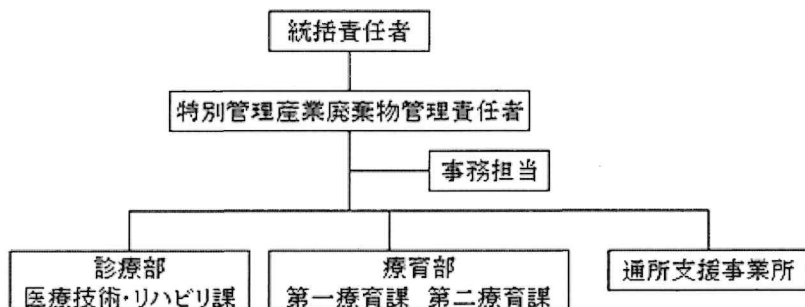 統括責任者
特別管理産業廃棄物管理責任者
事務担当
診療部
医療技術・リハビリ課
療育部
第一療育課 第二療育課
通所支援事業所